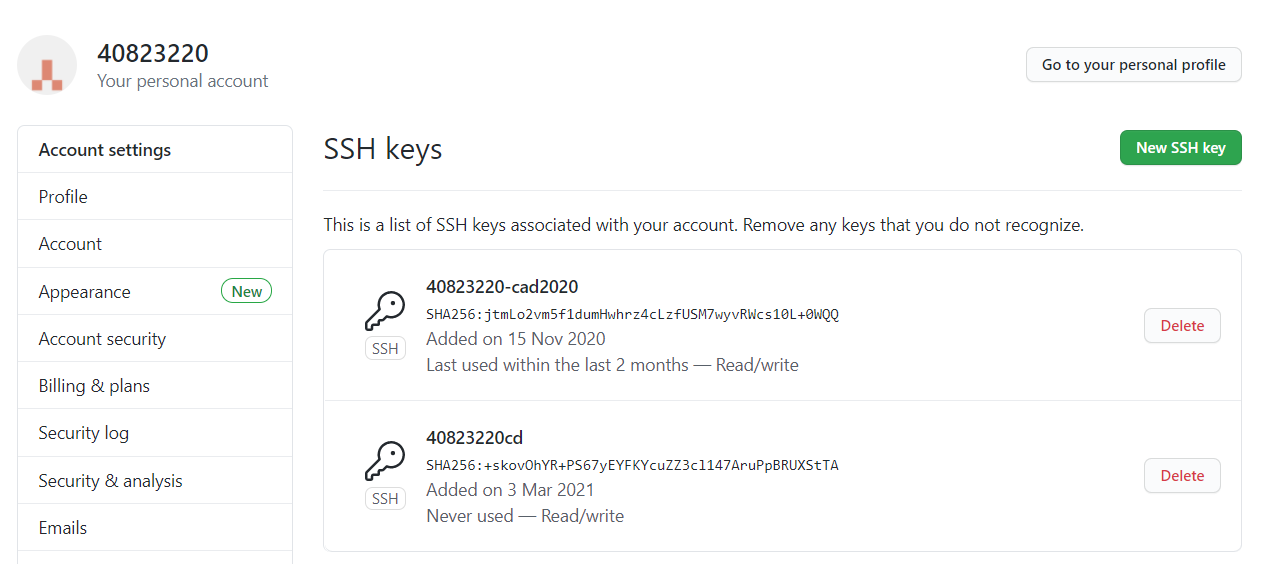 40823220
Your personal account
Go to your personal profile
Account settings
Profile
Account
Appearance
New
Account security
Billing & plans
Security log
Security & analysis
Emails
SSH keys
New SSH key
This is a list of SSH keys associated with your account. Remove any keys that you do not recognize.
40823220-cad2020
SHA256:jtmLo2vm5f1dumHwhrz4cLzfUSM7wyvRWcs10L+0WQQ
Added on 15 Nov 2020
Last used within the last 2 months — Read/write
SSH
Delete
40823220cd
SHA256:+skovOhYR+PS67yEYFKYcuZZ3cl147AruPpBRUXStTA
Added on 3 Mar 2021
Never used — Read/write
SSH
Delete